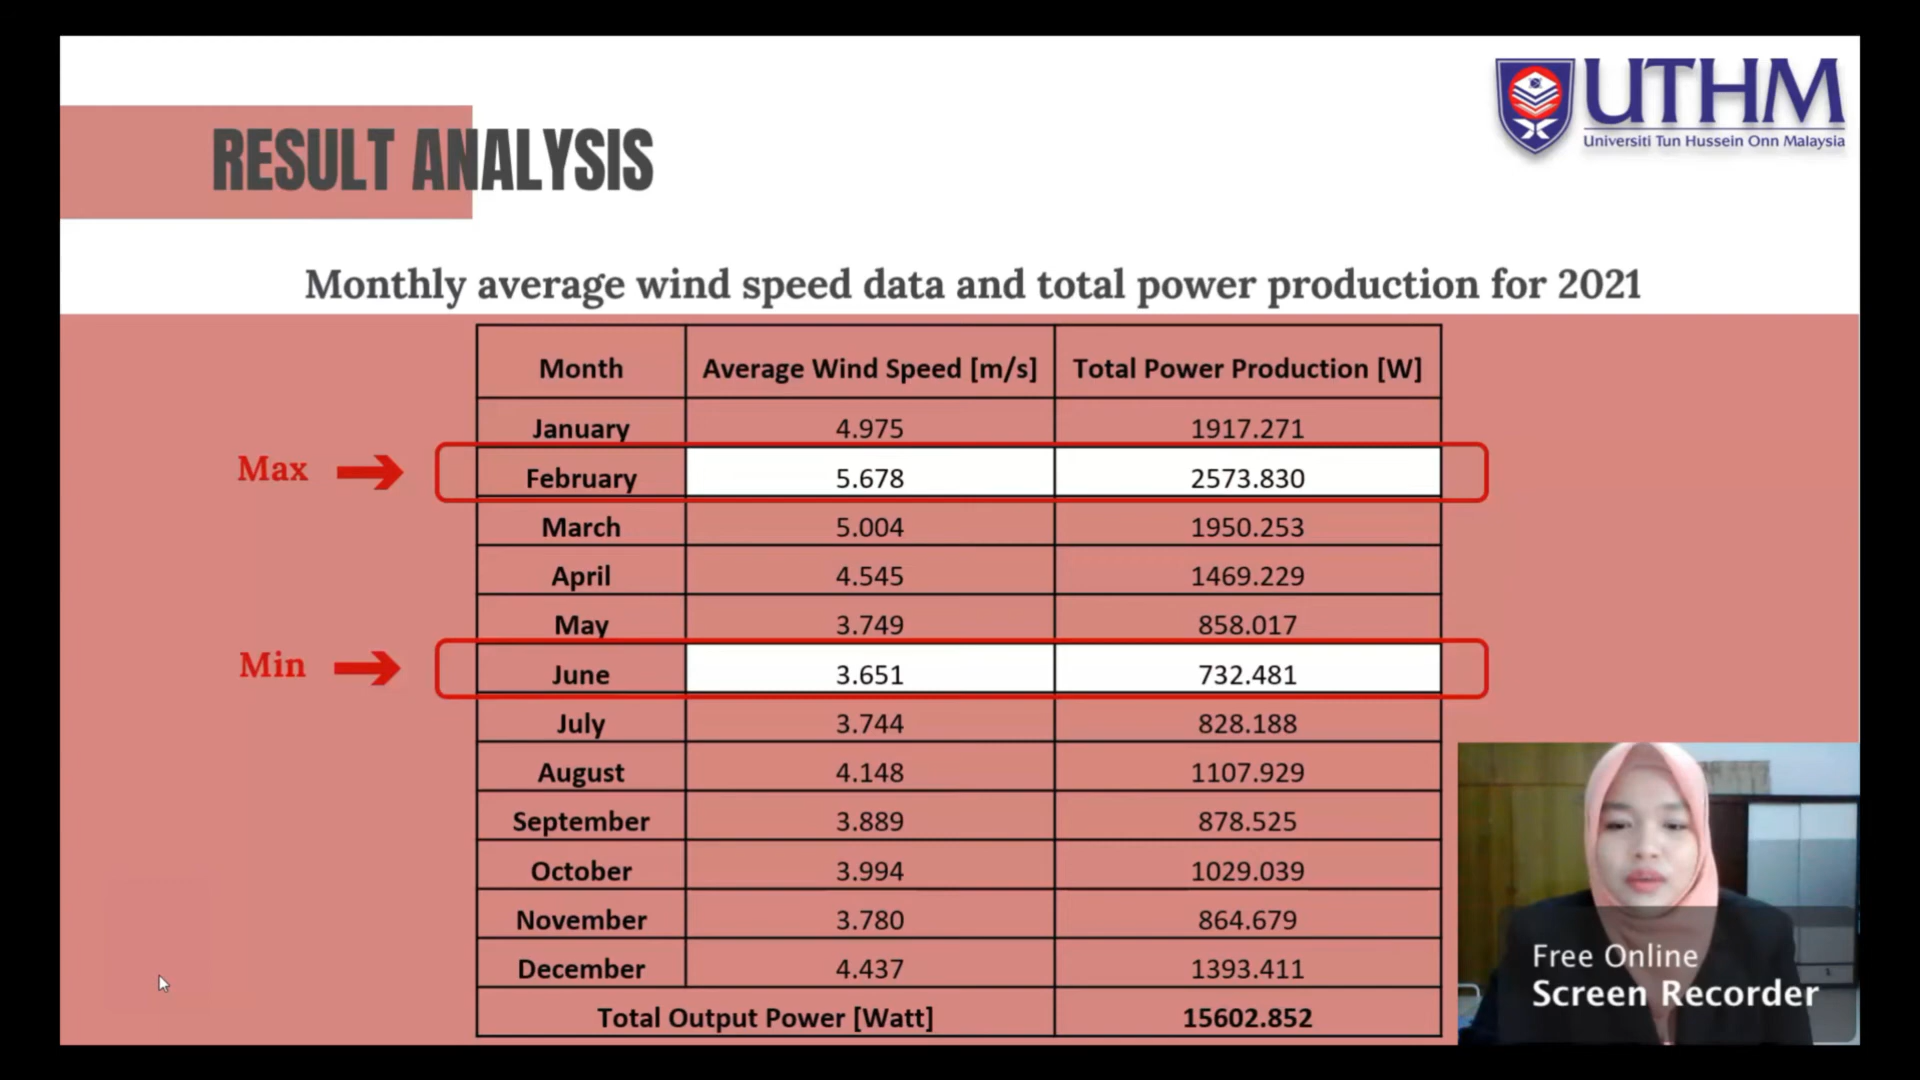 UTHM
Universiti Tun Hussein Onn Malaysia
RESULT ANALYSIS
Monthly average wind speed data and total power production for 2021
Month Average Wind Speed [m/s] Total Power Production [W]
January 4.975 1917.271
Max February 5.678 2573.830
March 5.004 1950.253
April 4.545 1469.229
May 3.749 858.017
Min June 3.651 732.481
July 3.744 828.188
August 4.148 1107.929
September 3.889 878.525
October 3.994 1029.039
November 3.780 864.679
December 4.437 1393.411
Total Output Power [Watt] 15602.852
Free Online
Screen Recorder